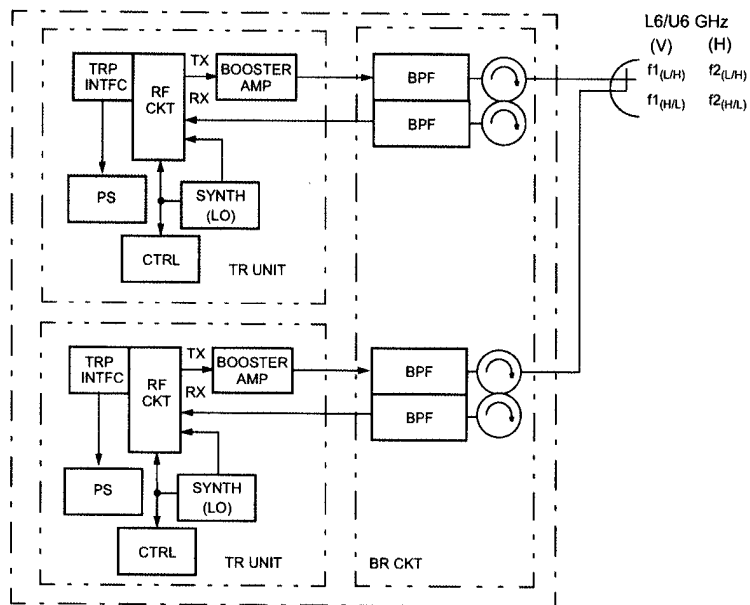 L6/U6 GHz
(V) (H)
f1(L/H) f2(L/H)
f1(H/L) f2(H/L)
TRP
INTFC
RF
CKT
TX
RX
BOOSTER
AMP
BPF
BPF
PS
SYNTH
(LO)
CTRL
TR UNIT
TRP
INTFC
RF
CKT
TX
RX
BOOSTER
AMP
BPF
BPF
PS
SYNTH
(LO)
CTRL
TR UNIT
BR CKT